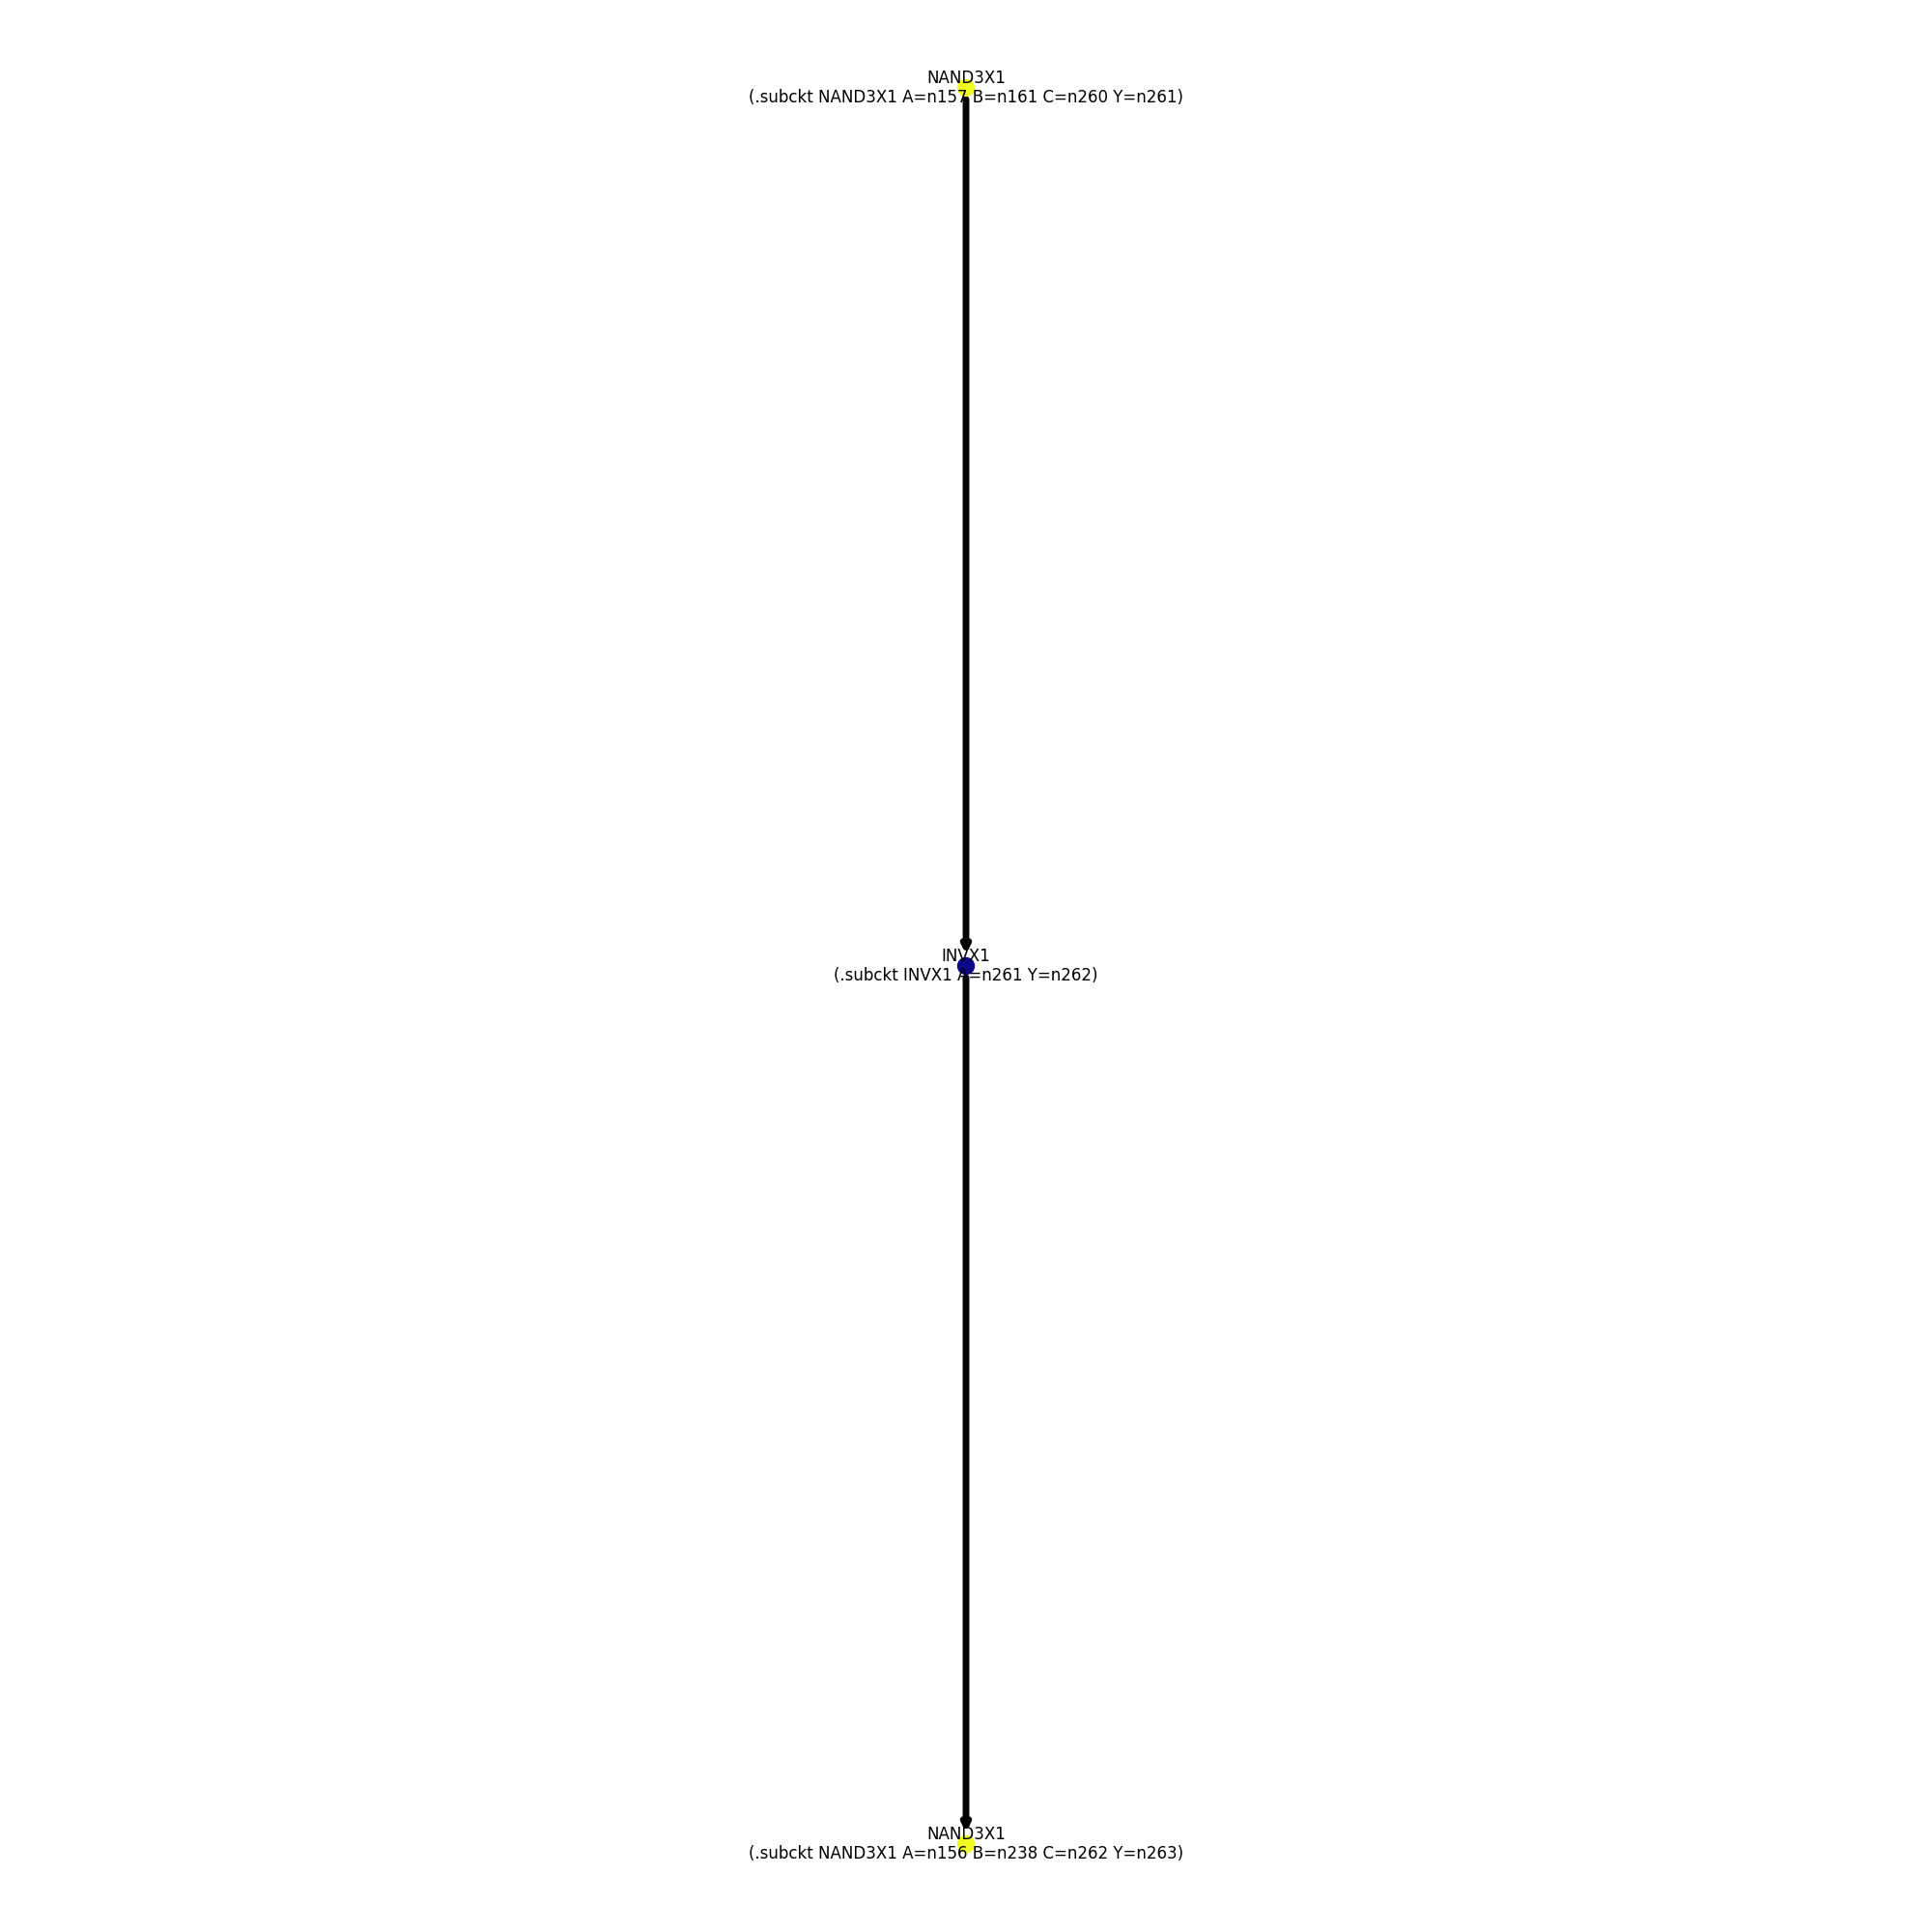 NAND3X1
(.subckt NAND3X1 A=n157 B=n161 C=n260 Y=n261)
INVX1
(.subckt INVX1 A=n261 Y=n262)
NAND3X1
(.subckt NAND3X1 A=n156 B=n238 C=n262 Y=n263)